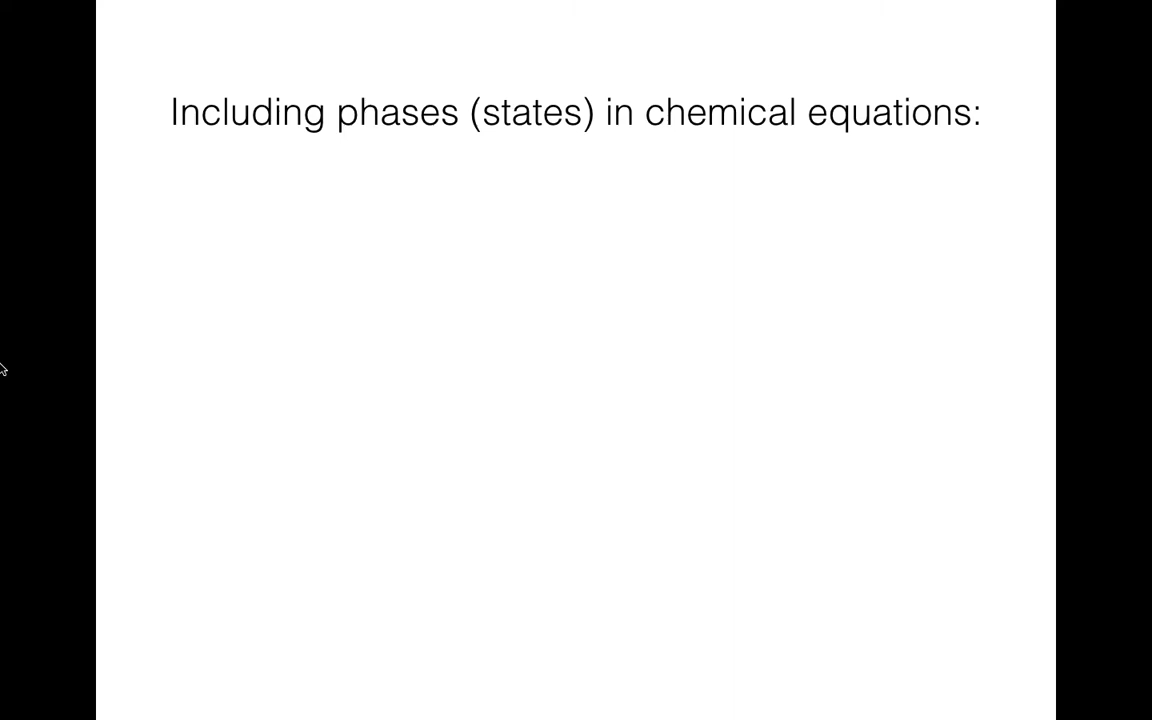 Including phases (states) in chemical equations: